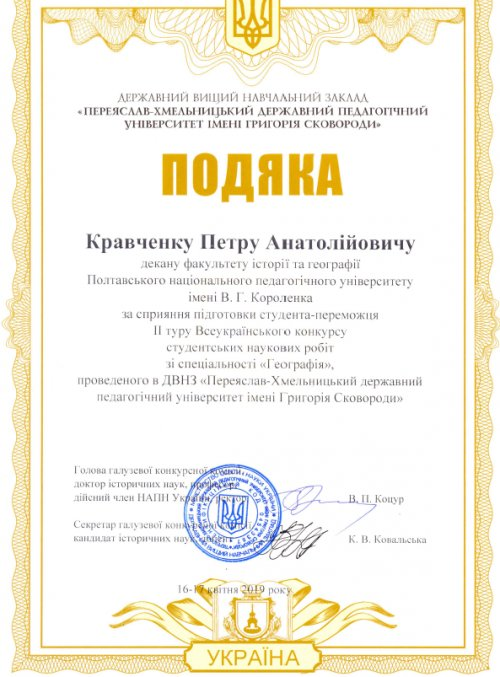 ДЕРЖАВНИЙ ВИЩИЙ НАВЧАЛЬНИЙ ЗАКЛАД
«ПЕРЕЯСЛАВ-ХМЕЛЬНИЦЬКИЙ ДЕРЖАВНИЙ ПЕДАГОГІЧНИЙ
УНІВЕРСИТЕТ ІМЕНІ ГРИГОРІЯ СКОВОРОДИ»
ПОДЯКА
Кравченку Петру Анатолійовичу
декану факультету історії та географії
Полтавського національного педагогічного університету
імені В. Г. Короленка
за сприяння підготовки студента-переможця
ІІ туру Всеукраїнського конкурсу
студентських наукових робіт
зі спеціальності «Географія»,
проведеного в ДВНЗ «Переяслав-Хмельницький державний
педагогічний університет імені Григорія Сковороди»
Голова галузевої конкурсної
доктор історичних наук,
дійсний член НАПН України, В. П. Коцур
Секретар галузевої
кандидат історичних наук К. В. Ковальська
16-17 квітня 2019 року
УКРАЇНА